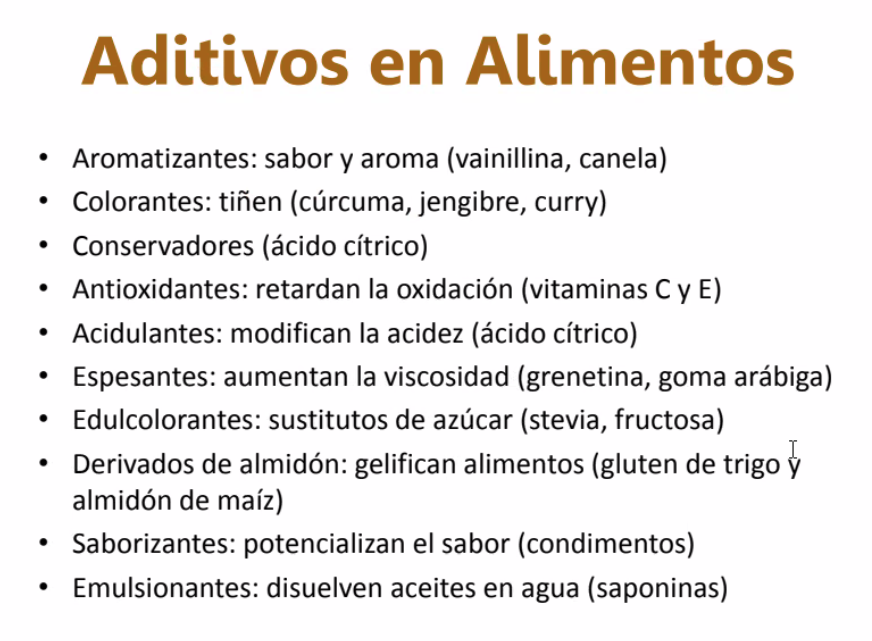 Aditivos en Alimentos
• Aromatizantes: sabor y aroma (vainillina, canela)
• Colorantes: tiñen (cúrcuma, jengibre, curry)
• Conservadores (ácido cítrico)
• Antioxidantes: retardan la oxidación (vitaminas C y E)
• Acidulantes: modifican la acidez (ácido cítrico)
• Espesantes: aumentan la viscosidad (grenetina, goma arábiga)
• Edulcolorantes: sustitutos de azúcar (stevia, fructosa)
• Derivados de almidón: gelifican alimentos (gluten de trigo y
almidón de maíz)
• Saborizantes: potencializan el sabor (condimentos)
• Emulsionantes: disuelven aceites en agua (saponinas)